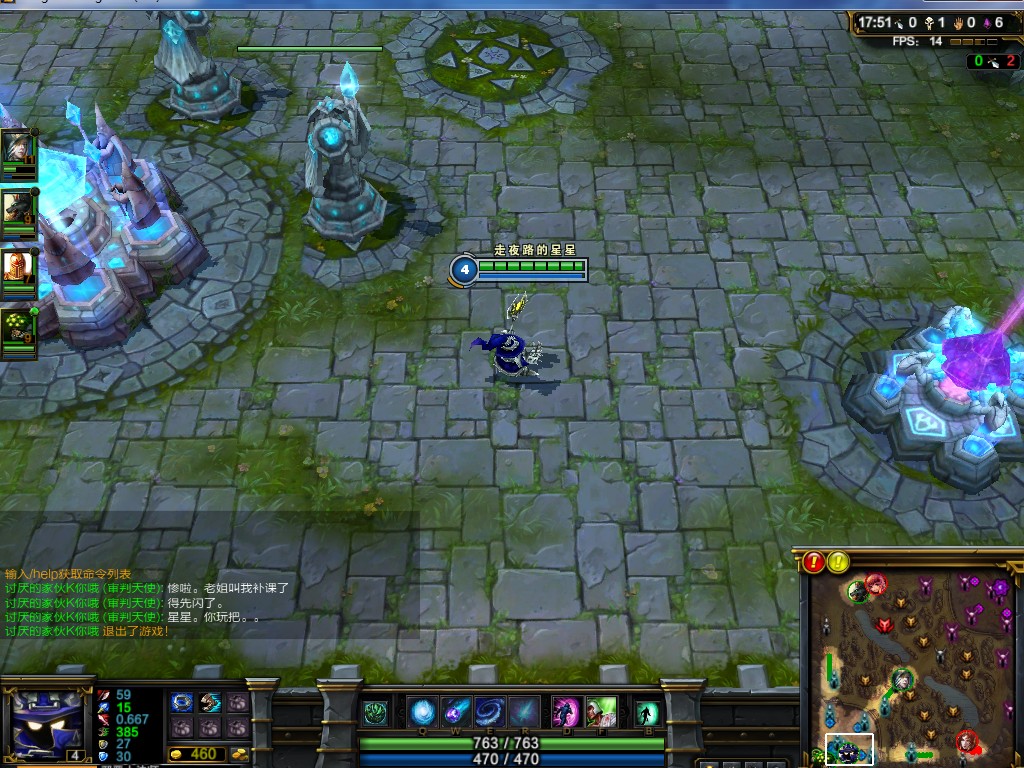 17:51 0 1 0 6
FPS: 14
0 2
走夜路的星星
4
输入/help获取命令列表
讨厌的家伙K你哦 (审判天使): 惨啦。老姐叫我补课了
讨厌的家伙K你哦 (审判天使): 得先闪了。
讨厌的家伙K你哦 (审判天使): 星星。你玩把。。
讨厌的家伙K你哦 退出了游戏!
59
15
0.667
385
27
30
4
460
Q W E R D F B
763 / 763
470 / 470